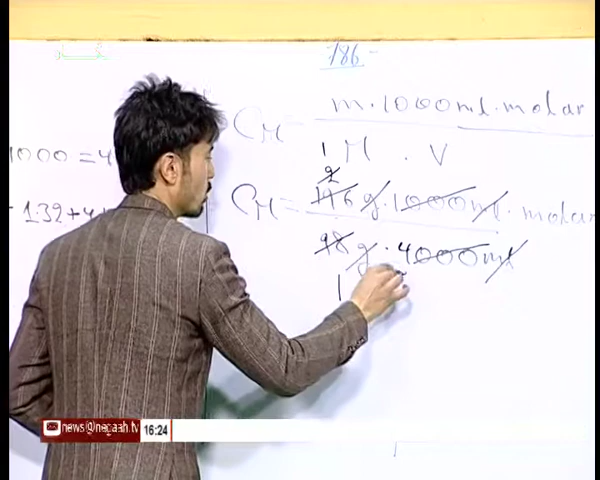 186
CM = m.1000ml.molar
1 M . V
2
CM = 196 g.1000ml.molar
98 g.4000ml
1
1000 = 4
1.32+4
news@negaah.tv 16:24